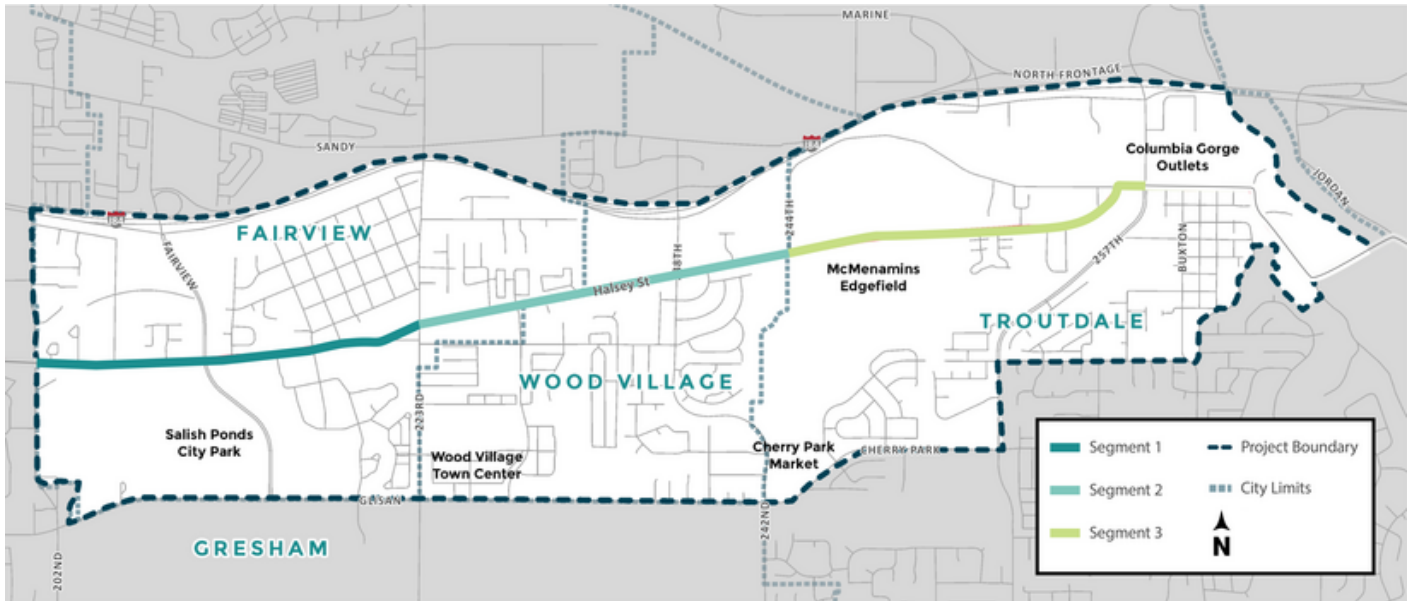 MARINE
NORTH FRONTAGE
SANDY
84
Columbia Gorge
Outlets
JORDAN
FAIRVIEW
84
FAIRVIEW
244TH
Halsey St
257TH
BUXTON
McMenamins
Edgefield
TROUTDALE
WOOD VILLAGE
223RD
Salish Ponds
City Park
Wood Village
Town Center
Cherry Park
Market
CHERRY PARK
GLISAN
GRESHAM
202ND
242ND
Segment 1
Segment 2
Segment 3
Project Boundary
City Limits
N